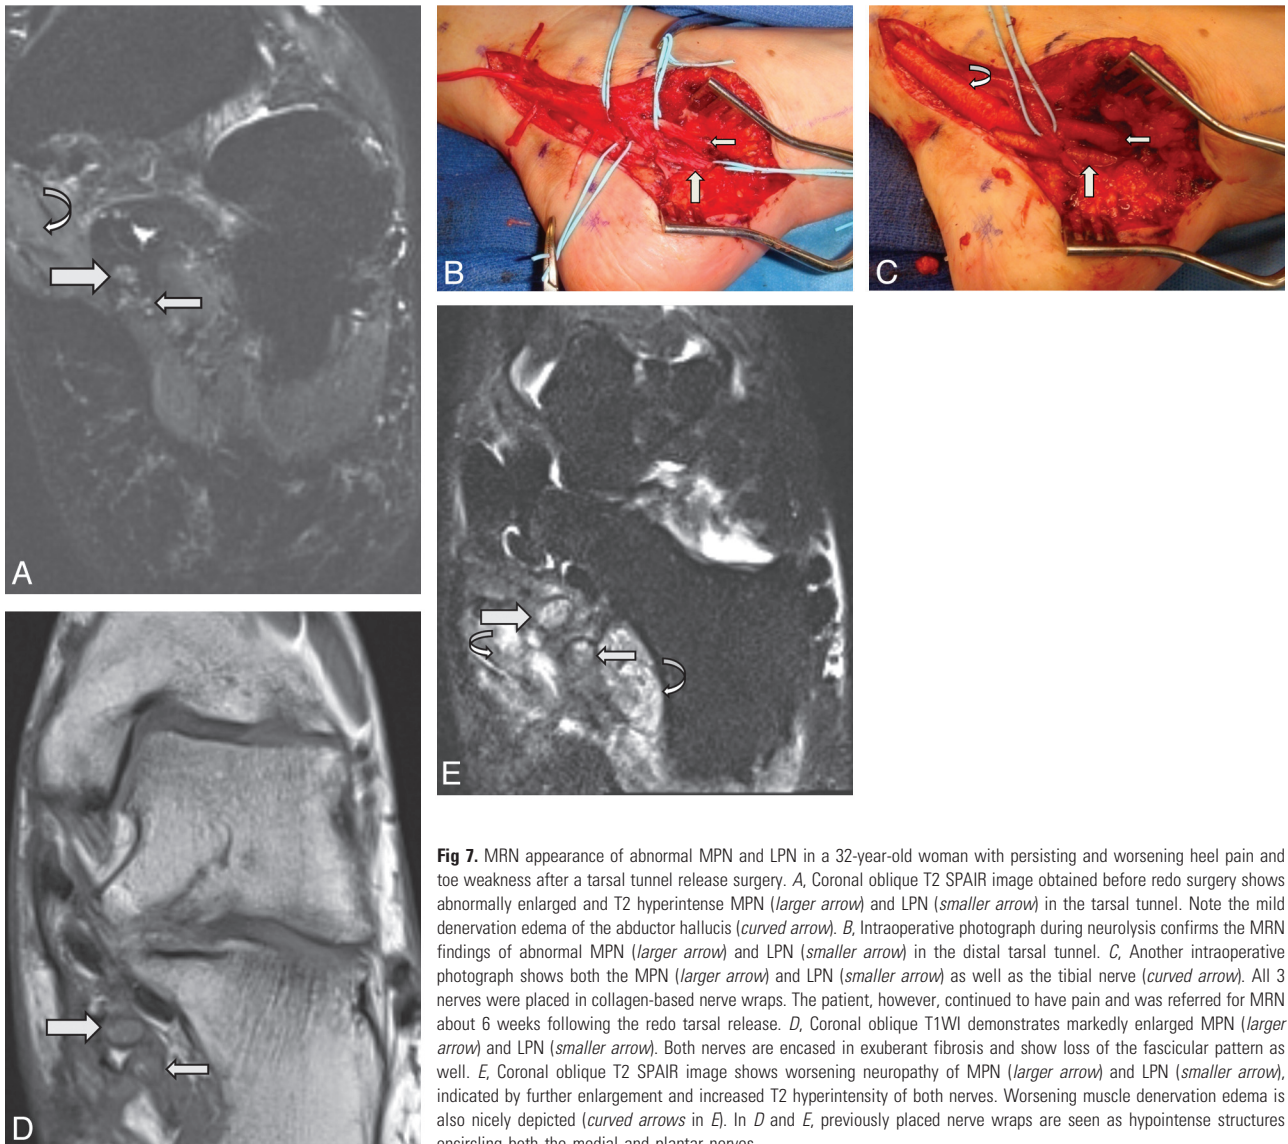 A
B
C
D
E
Fig 7. MRN appearance of abnormal MPN and LPN in a 32-year-old woman with persisting and worsening heel pain and
toe weakness after a tarsal tunnel release surgery. A, Coronal oblique T2 SPAIR image obtained before redo surgery shows
abnormally enlarged and T2 hyperintense MPN (larger arrow) and LPN (smaller arrow) in the tarsal tunnel. Note the mild
denervation edema of the abductor hallucis (curved arrow). B, Intraoperative photograph during neurolysis confirms the MRN
findings of abnormal MPN (larger arrow) and LPN (smaller arrow) in the distal tarsal tunnel. C, Another intraoperative
photograph shows both the MPN (larger arrow) and LPN (smaller arrow) as well as the tibial nerve (curved arrow). All 3
nerves were placed in collagen-based nerve wraps. The patient, however, continued to have pain and was referred for MRN
about 6 weeks following the redo tarsal release. D, Coronal oblique T1WI demonstrates markedly enlarged MPN (larger
arrow) and LPN (smaller arrow). Both nerves are encased in exuberant fibrosis and show loss of the fascicular pattern as
well. E, Coronal oblique T2 SPAIR image shows worsening neuropathy of MPN (larger arrow) and LPN (smaller arrow),
indicated by further enlargement and increased T2 hyperintensity of both nerves. Worsening muscle denervation edema is
also nicely depicted (curved arrows in E). In D and E, previously placed nerve wraps are seen as hypointense structures
encircling both the medial and plantar nerves.